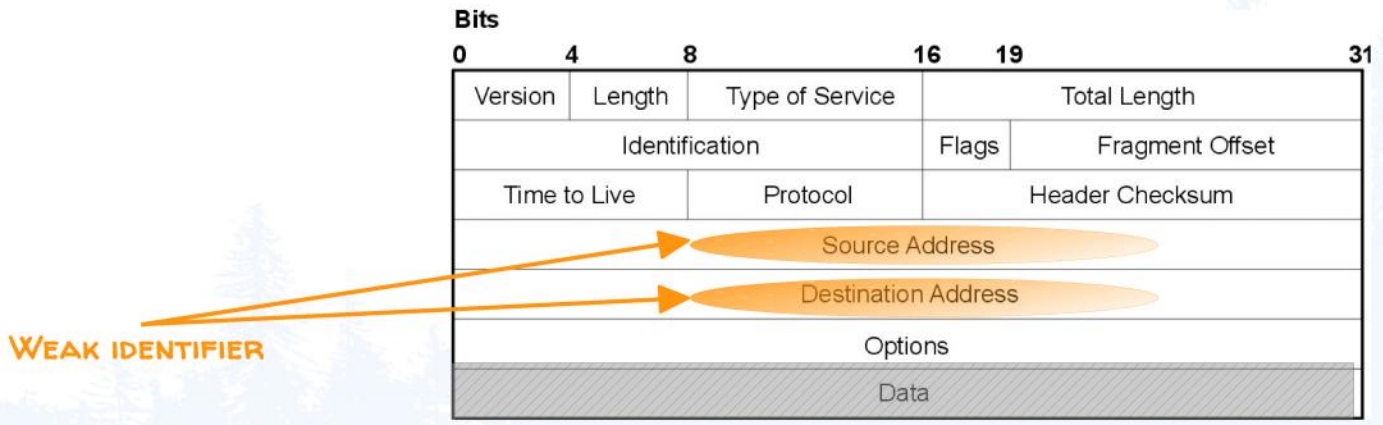 Bits
0 4 8 16 19 31
Version Length Type of Service Total Length
Identification Flags Fragment Offset
Time to Live Protocol Header Checksum
Source Address
Destination Address
WEAK IDENTIFIER
Options
Data